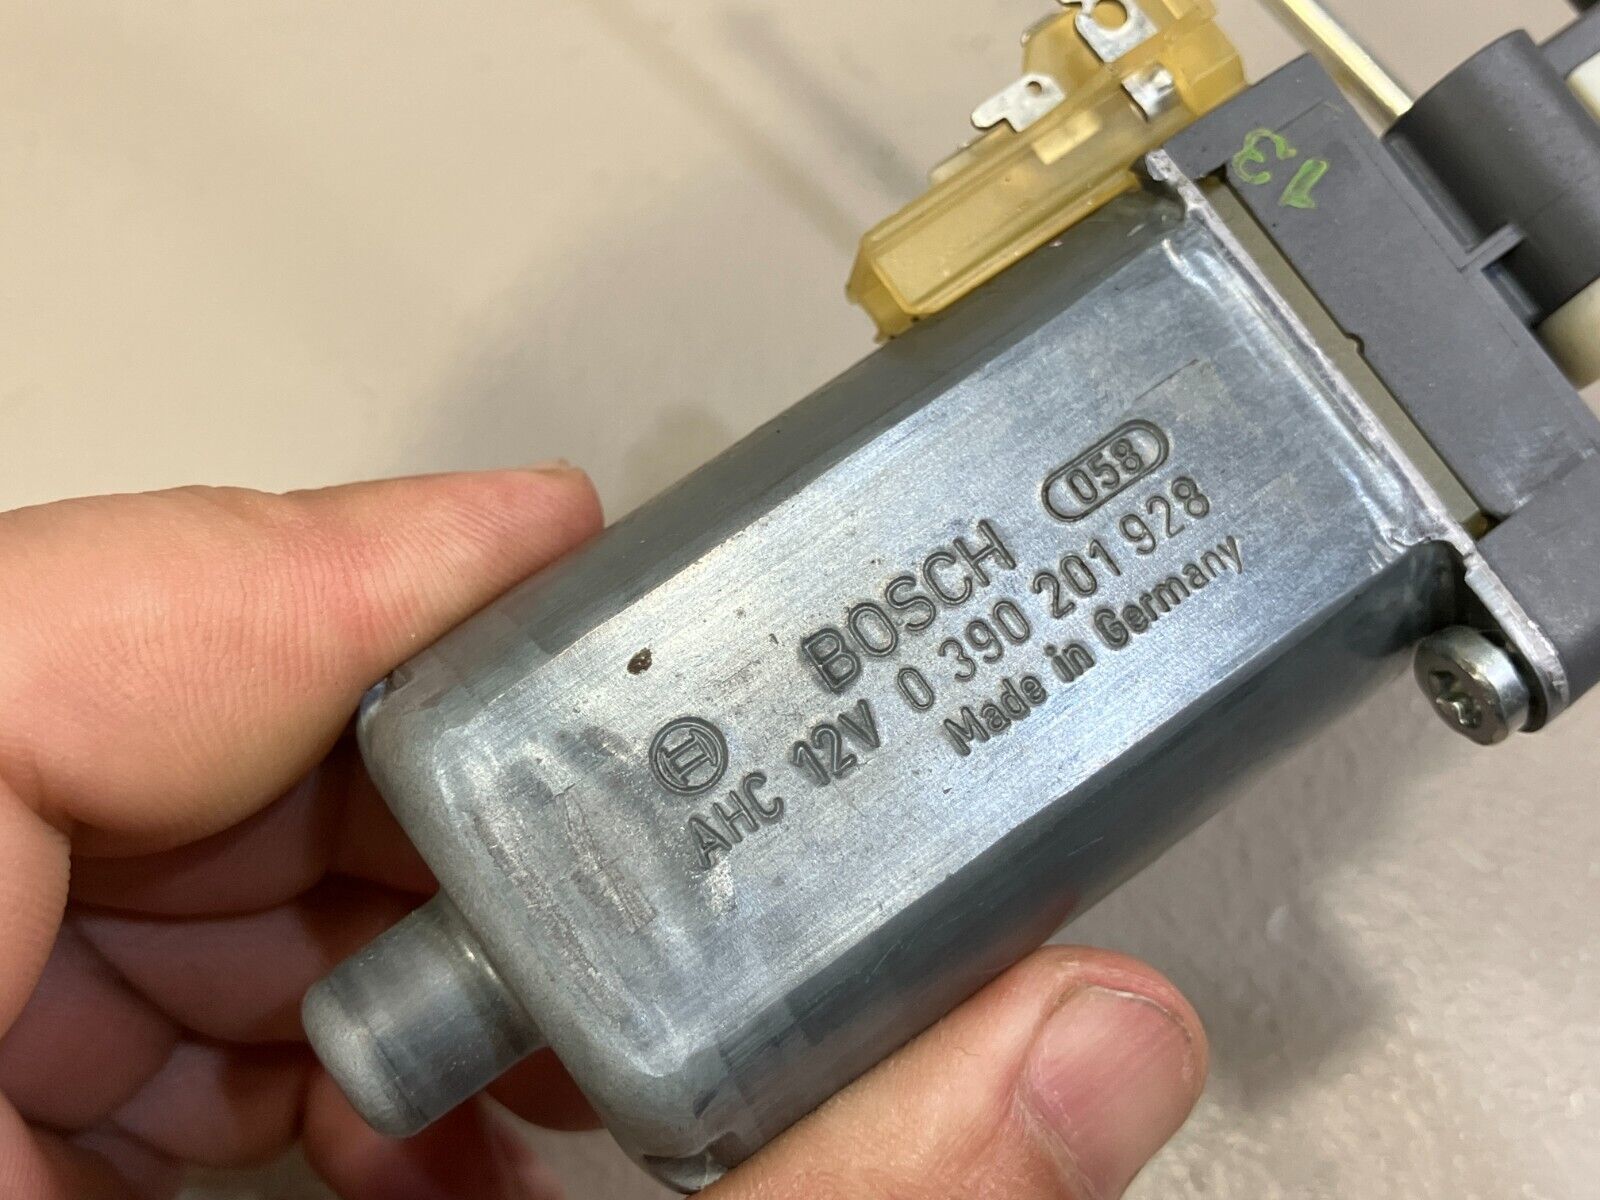 058
BOSCH
AHC 12V 0 390 201 928
Made in Germany
13